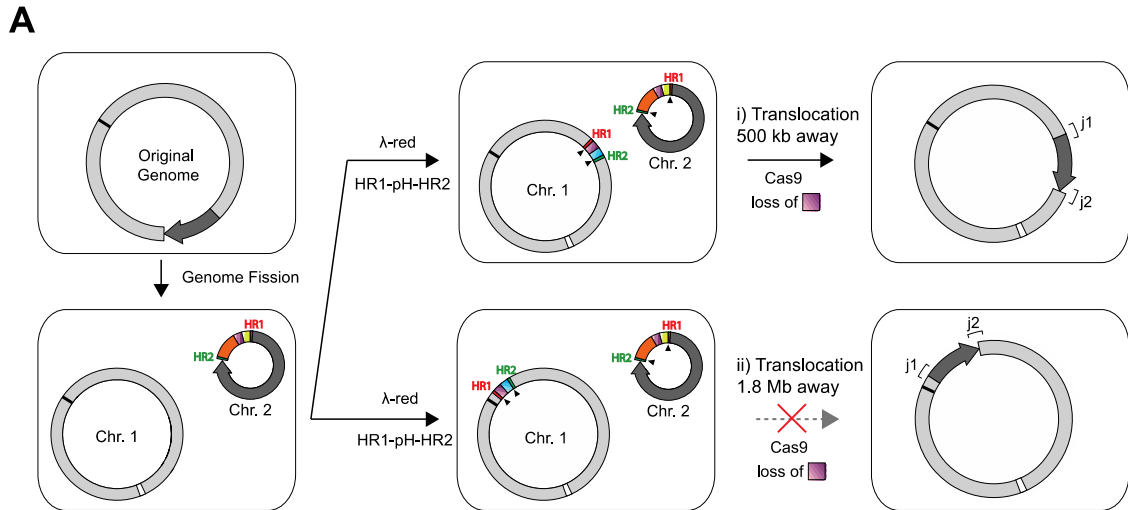 A
Original
Genome
Genome Fission
HR1
HR2
Chr. 2
Chr. 1
λ-red
HR1-pH-HR2
HR1
HR2
Chr. 2
HR1
HR2
Chr. 1
i) Translocation
500 kb away
Cas9
loss of
j1
j2
λ-red
HR1-pH-HR2
HR1
HR2
Chr. 2
HR2
HR1
Chr. 1
ii) Translocation
1.8 Mb away
Cas9
loss of
j2
j1